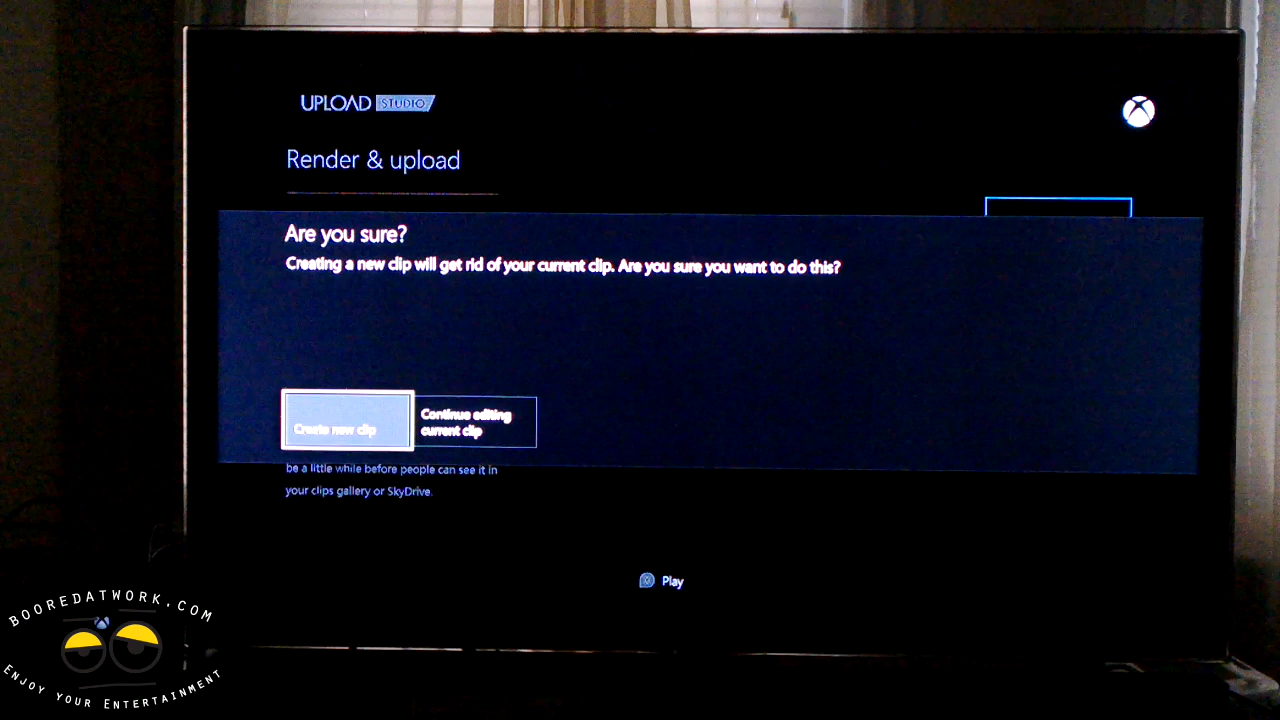 UPLOAD STUDIO
Render & upload
Are you sure?
Creating a new clip will get rid of your current clip. Are you sure you want to do this?
Create new clip
Continue editing
current clip
be a little while before people can see it in
your clips gallery or SkyDrive.
Play
BOOREDATWORK.COM
ENJOY YOUR ENTERTAINMENT